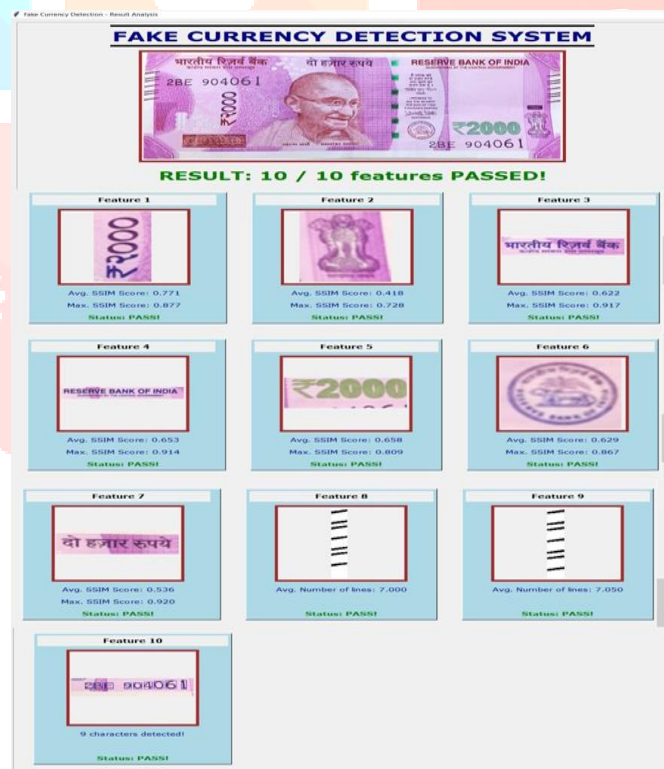 Fake Currency Detection - Result Analysis
FAKE CURRENCY DETECTION SYSTEM
भारतीय रिज़र्व बैंक दो हज़ार रुपये RESERVE BANK OF INDIA
2BE 904061
₹2000
₹2000
2BE 904061
RESULT: 10 / 10 features PASSED!
Feature 1
₹2000
Avg. SSIM Score: 0.771
Max. SSIM Score: 0.877
Status: PASS!
Feature 2
Avg. SSIM Score: 0.418
Max. SSIM Score: 0.728
Status: PASS!
Feature 3
भारतीय रिज़र्व बैंक
Avg. SSIM Score: 0.622
Max. SSIM Score: 0.917
Status: PASS!
Feature 4
RESERVE BANK OF INDIA
Avg. SSIM Score: 0.653
Max. SSIM Score: 0.914
Status: PASS!
Feature 5
₹2000
Avg. SSIM Score: 0.658
Max. SSIM Score: 0.809
Status: PASS!
Feature 6
Avg. SSIM Score: 0.629
Max. SSIM Score: 0.867
Status: PASS!
Feature 7
दो हज़ार रुपये
Avg. SSIM Score: 0.536
Max. SSIM Score: 0.920
Status: PASS!
Feature 8
Avg. Number of lines: 7.000
Status: PASS!
Feature 9
Avg. Number of lines: 7.050
Status: PASS!
Feature 10
2BE 904061
9 characters detected!
Status: PASS!